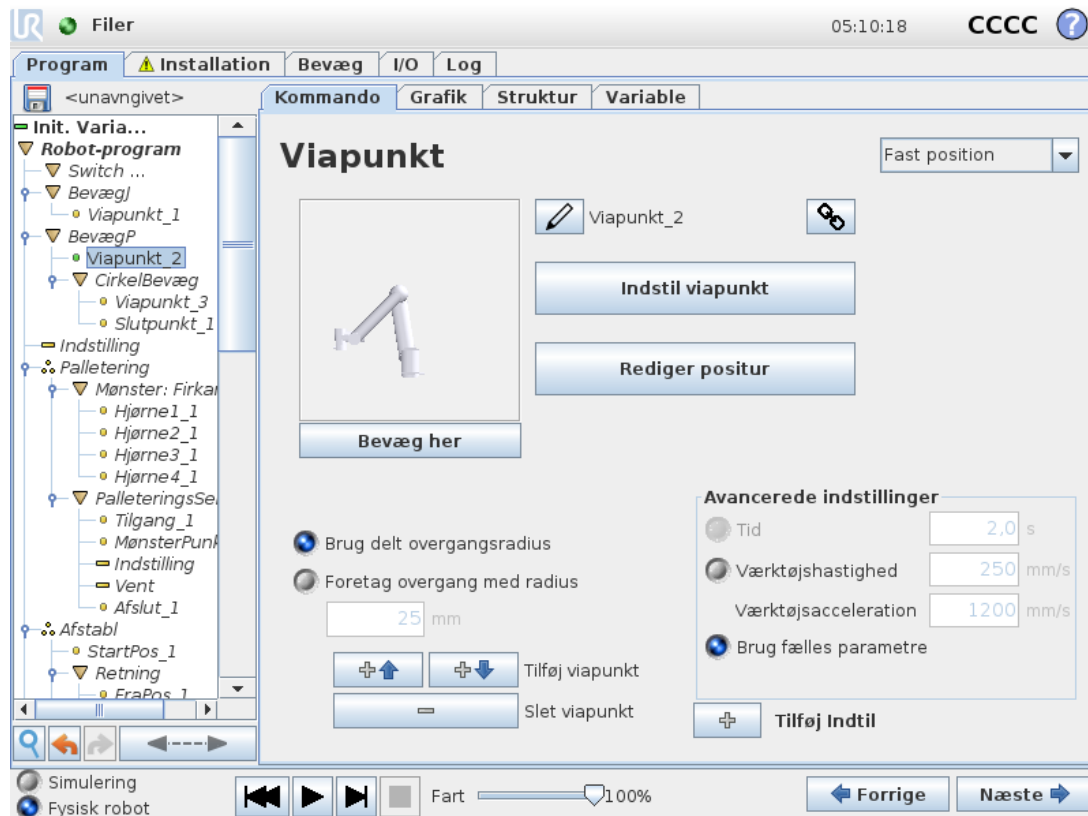 UR Filer 05:10:18 CCCC ?
Program Installation Bevæg I/O Log
<unavngivet>
Kommando Grafik Struktur Variable
Init. Varia...
Robot-program
Switch ...
BevægJ
Viapunkt_1
BevægP
Viapunkt_2
CirkelBevæg
Viapunkt_3
Slutpunkt_1
Indstilling
Palletering
Mønster: Firkan
Hjørne1_1
Hjørne2_1
Hjørne3_1
Hjørne4_1
PalleteringsSe
Tilgang_1
MønsterPunk
Indstilling
Vent
Afslut_1
Afstabl
StartPos_1
Retning
FraPos_1
Viapunkt
Fast position
Viapunkt_2
Indstil viapunkt
Rediger positur
Bevæg her
Brug delt overgangsradius
Foretag overgang med radius
25 mm
Tilføj viapunkt
Slet viapunkt
Avancerede indstillinger
Tid 2,0 s
Værktøjshastighed 250 mm/s
Værktøjsacceleration 1200 mm/s
Brug fælles parametre
Tilføj Indtil
Simulering
Fysisk robot
Fart 100%
Forrige Næste